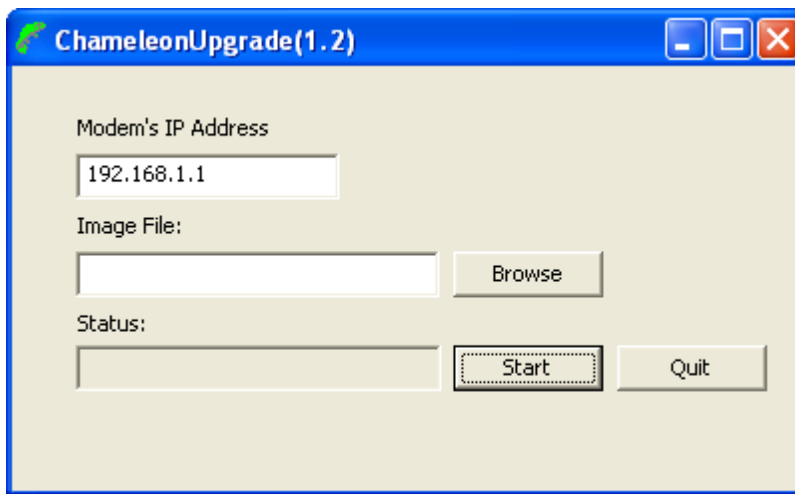 ChameleonUpgrade(1.2)
Modem's IP Address
192.168.1.1
Image File:
Browse
Status:
Start Quit